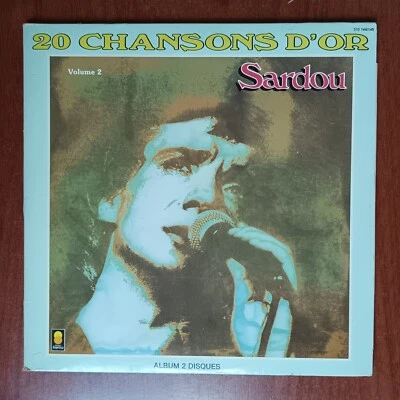 20 CHANSONS D'OR
Volume 2
Sardou
ALBUM 2 DISQUES